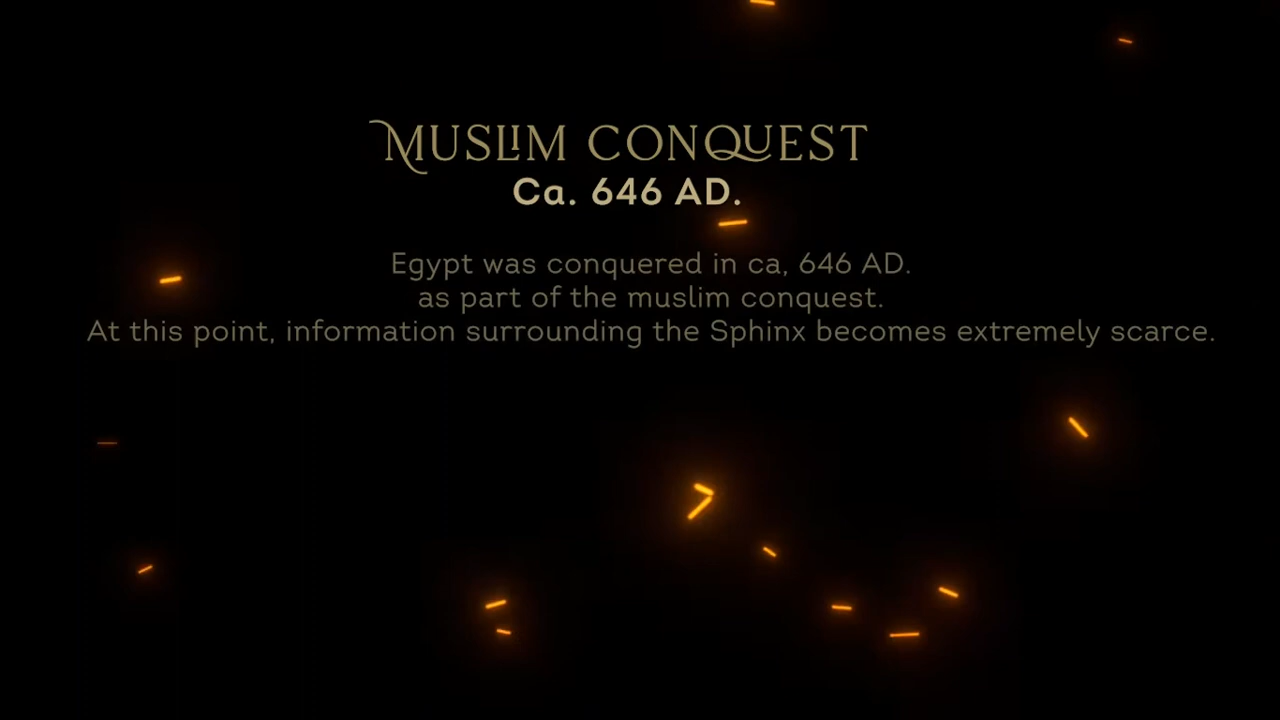 MUSLIM CONQUEST
Ca. 646 AD.
Egypt was conquered in ca, 646 AD.
as part of the muslim conquest.
At this point, information surrounding the Sphinx becomes extremely scarce.